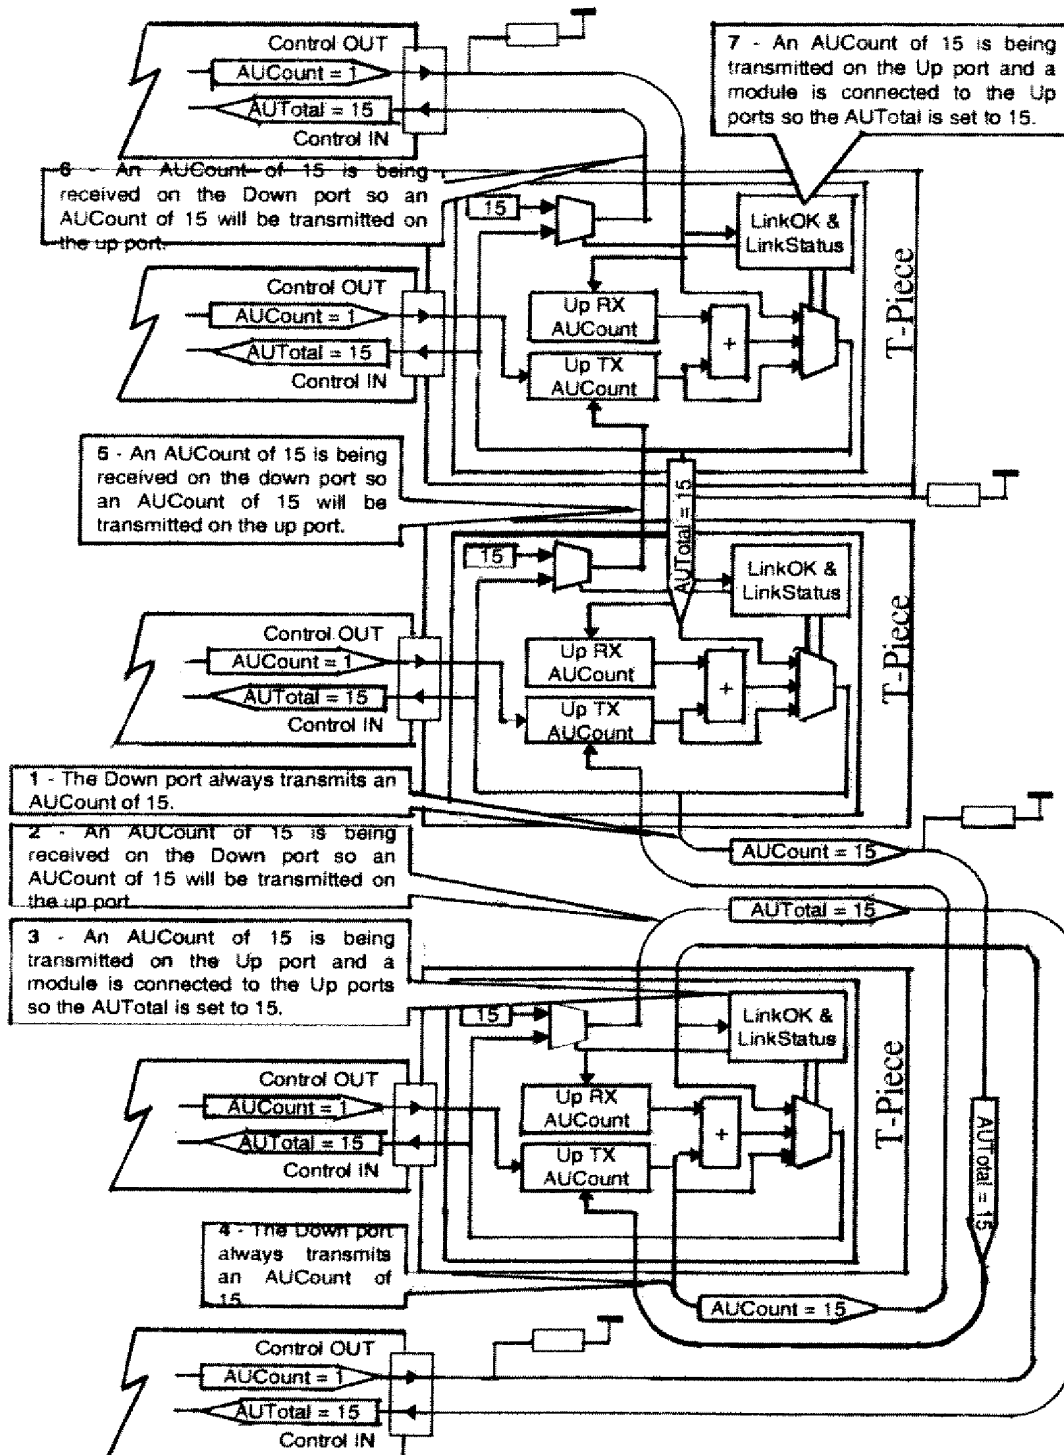 Control OUT
AUCount = 1
AUTotal = 15
Control IN
7 - An AUCount of 15 is being
transmitted on the Up port and a
module is connected to the Up
ports so the AUTotal is set to 15.
6 - An AUCount of 15 is being
received on the Down port so an
AUCount of 15 will be transmitted on
the up port.
15
LinkOK &
LinkStatus
T-Piece
Control OUT
AUCount = 1
AUTotal = 15
Control IN
Up RX
AUCount
+
Up TX
AUCount
5 - An AUCount of 15 is being
received on the down port so
an AUCount of 15 will be
transmitted on the up port.
AUTotal = 15
15
LinkOK &
LinkStatus
T-Piece
Control OUT
AUCount = 1
AUTotal = 15
Control IN
Up RX
AUCount
+
Up TX
AUCount
1 - The Down port always transmits an
AUCount of 15.
2 - An AUCount of 15 is being
received on the Down port so an
AUCount of 15 will be transmitted on
the up port
AUCount = 15
AUTotal = 15
3 - An AUCount of 15 is being
transmitted on the Up port and a
module is connected to the Up ports
so the AUTotal is set to 15.
15
LinkOK &
LinkStatus
T-Piece
Control OUT
AUCount = 1
AUTotal = 15
Control IN
Up RX
AUCount
+
Up TX
AUCount
AUTotal = 15
4 - The Down port
always transmits
an AUCount of
15
AUCount = 15
Control OUT
AUCount = 1
AUTotal = 15
Control IN